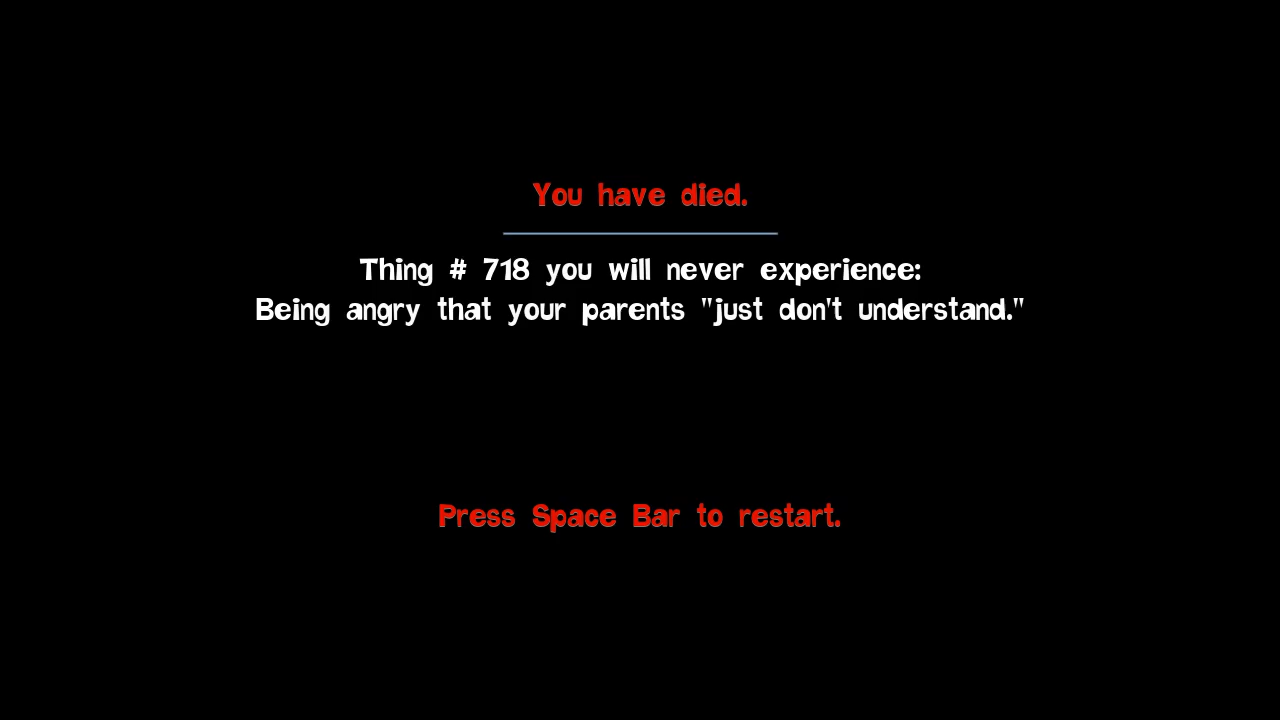 You have died.
Thing # 718 you will never experience:
Being angry that your parents "just don't understand."
Press Space Bar to restart.